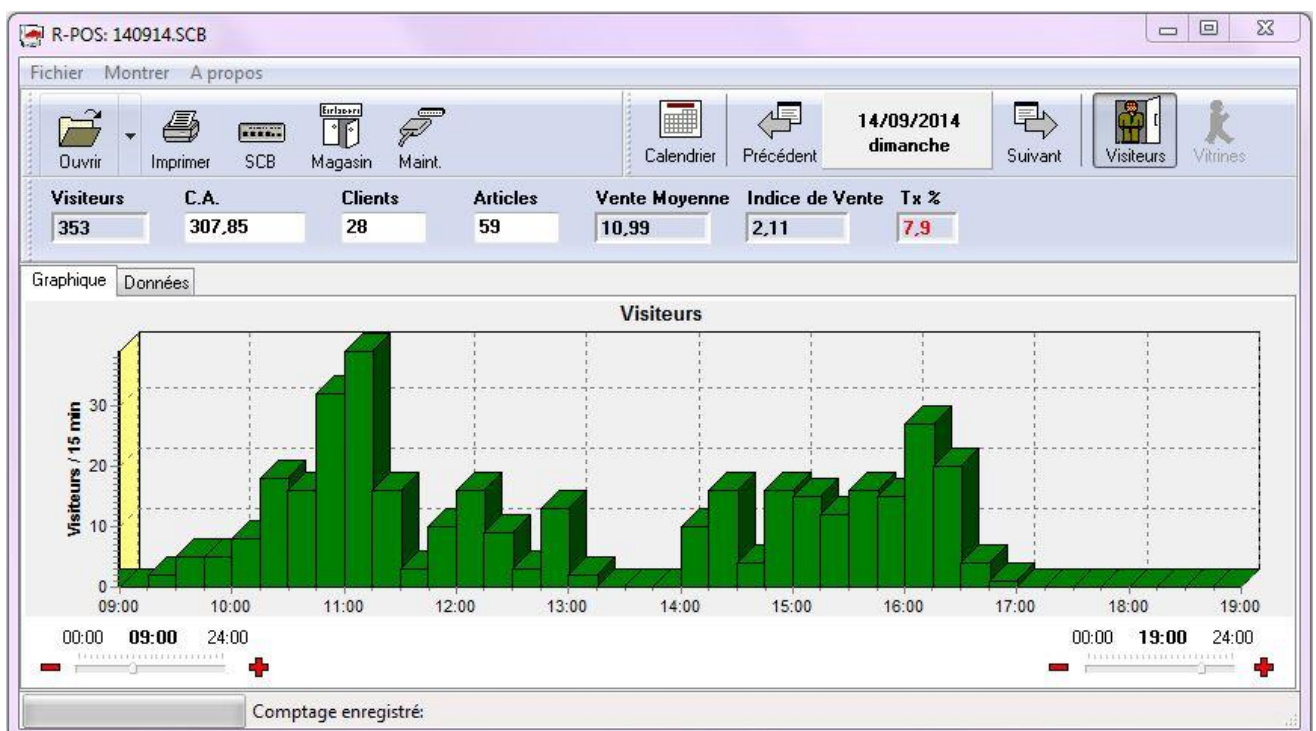 R-POS: 140914.SCB
Fichier Montrer A propos
Ouvrir Imprimer SCB Magasin Maint. Calendrier Précédent 14/09/2014 dimanche Suivant Visiteurs Vitrines
Visiteurs C.A. Clients Articles Vente Moyenne Indice de Vente Tx %
353 307,85 28 59 10,99 2,11 7,9
Graphique Données
Visiteurs
Visiteurs / 15 min
30
20
10
0
09:00 10:00 11:00 12:00 13:00 14:00 15:00 16:00 17:00 18:00 19:00
00:00 09:00 24:00 00:00 19:00 24:00
Comptage enregistré: